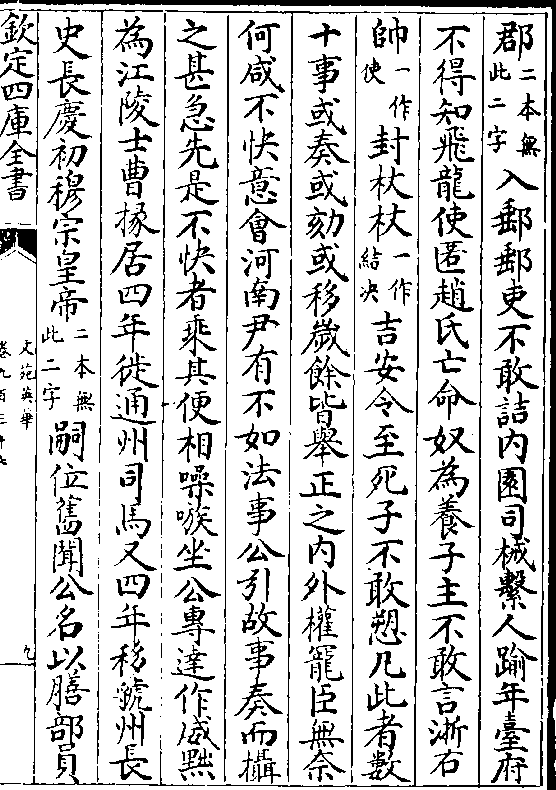 郡二本無此二字入郵郵吏不敢詰内園司械繫人踰年臺府
不得知飛龍使匿趙氏亡命奴為養子主不敢言浙右
帥一作使封杖杖一作結决吉安令至死子不敢愬凡此者數
十事或奏或劾或移歲餘皆舉正之内外權寵臣無奈
何咸不快意會河南尹有不如法事公引故事奏而攝
之甚急先是不快者乘其便相噪嗾坐公專達作威黜
為江陵士曹掾居四年徙通州司馬又四年移虢州長
史長慶初穆宗皇帝二本無此二字嗣位舊聞公名以膳部員
欽定四庫全書
文苑英華
卷九百三十七
九